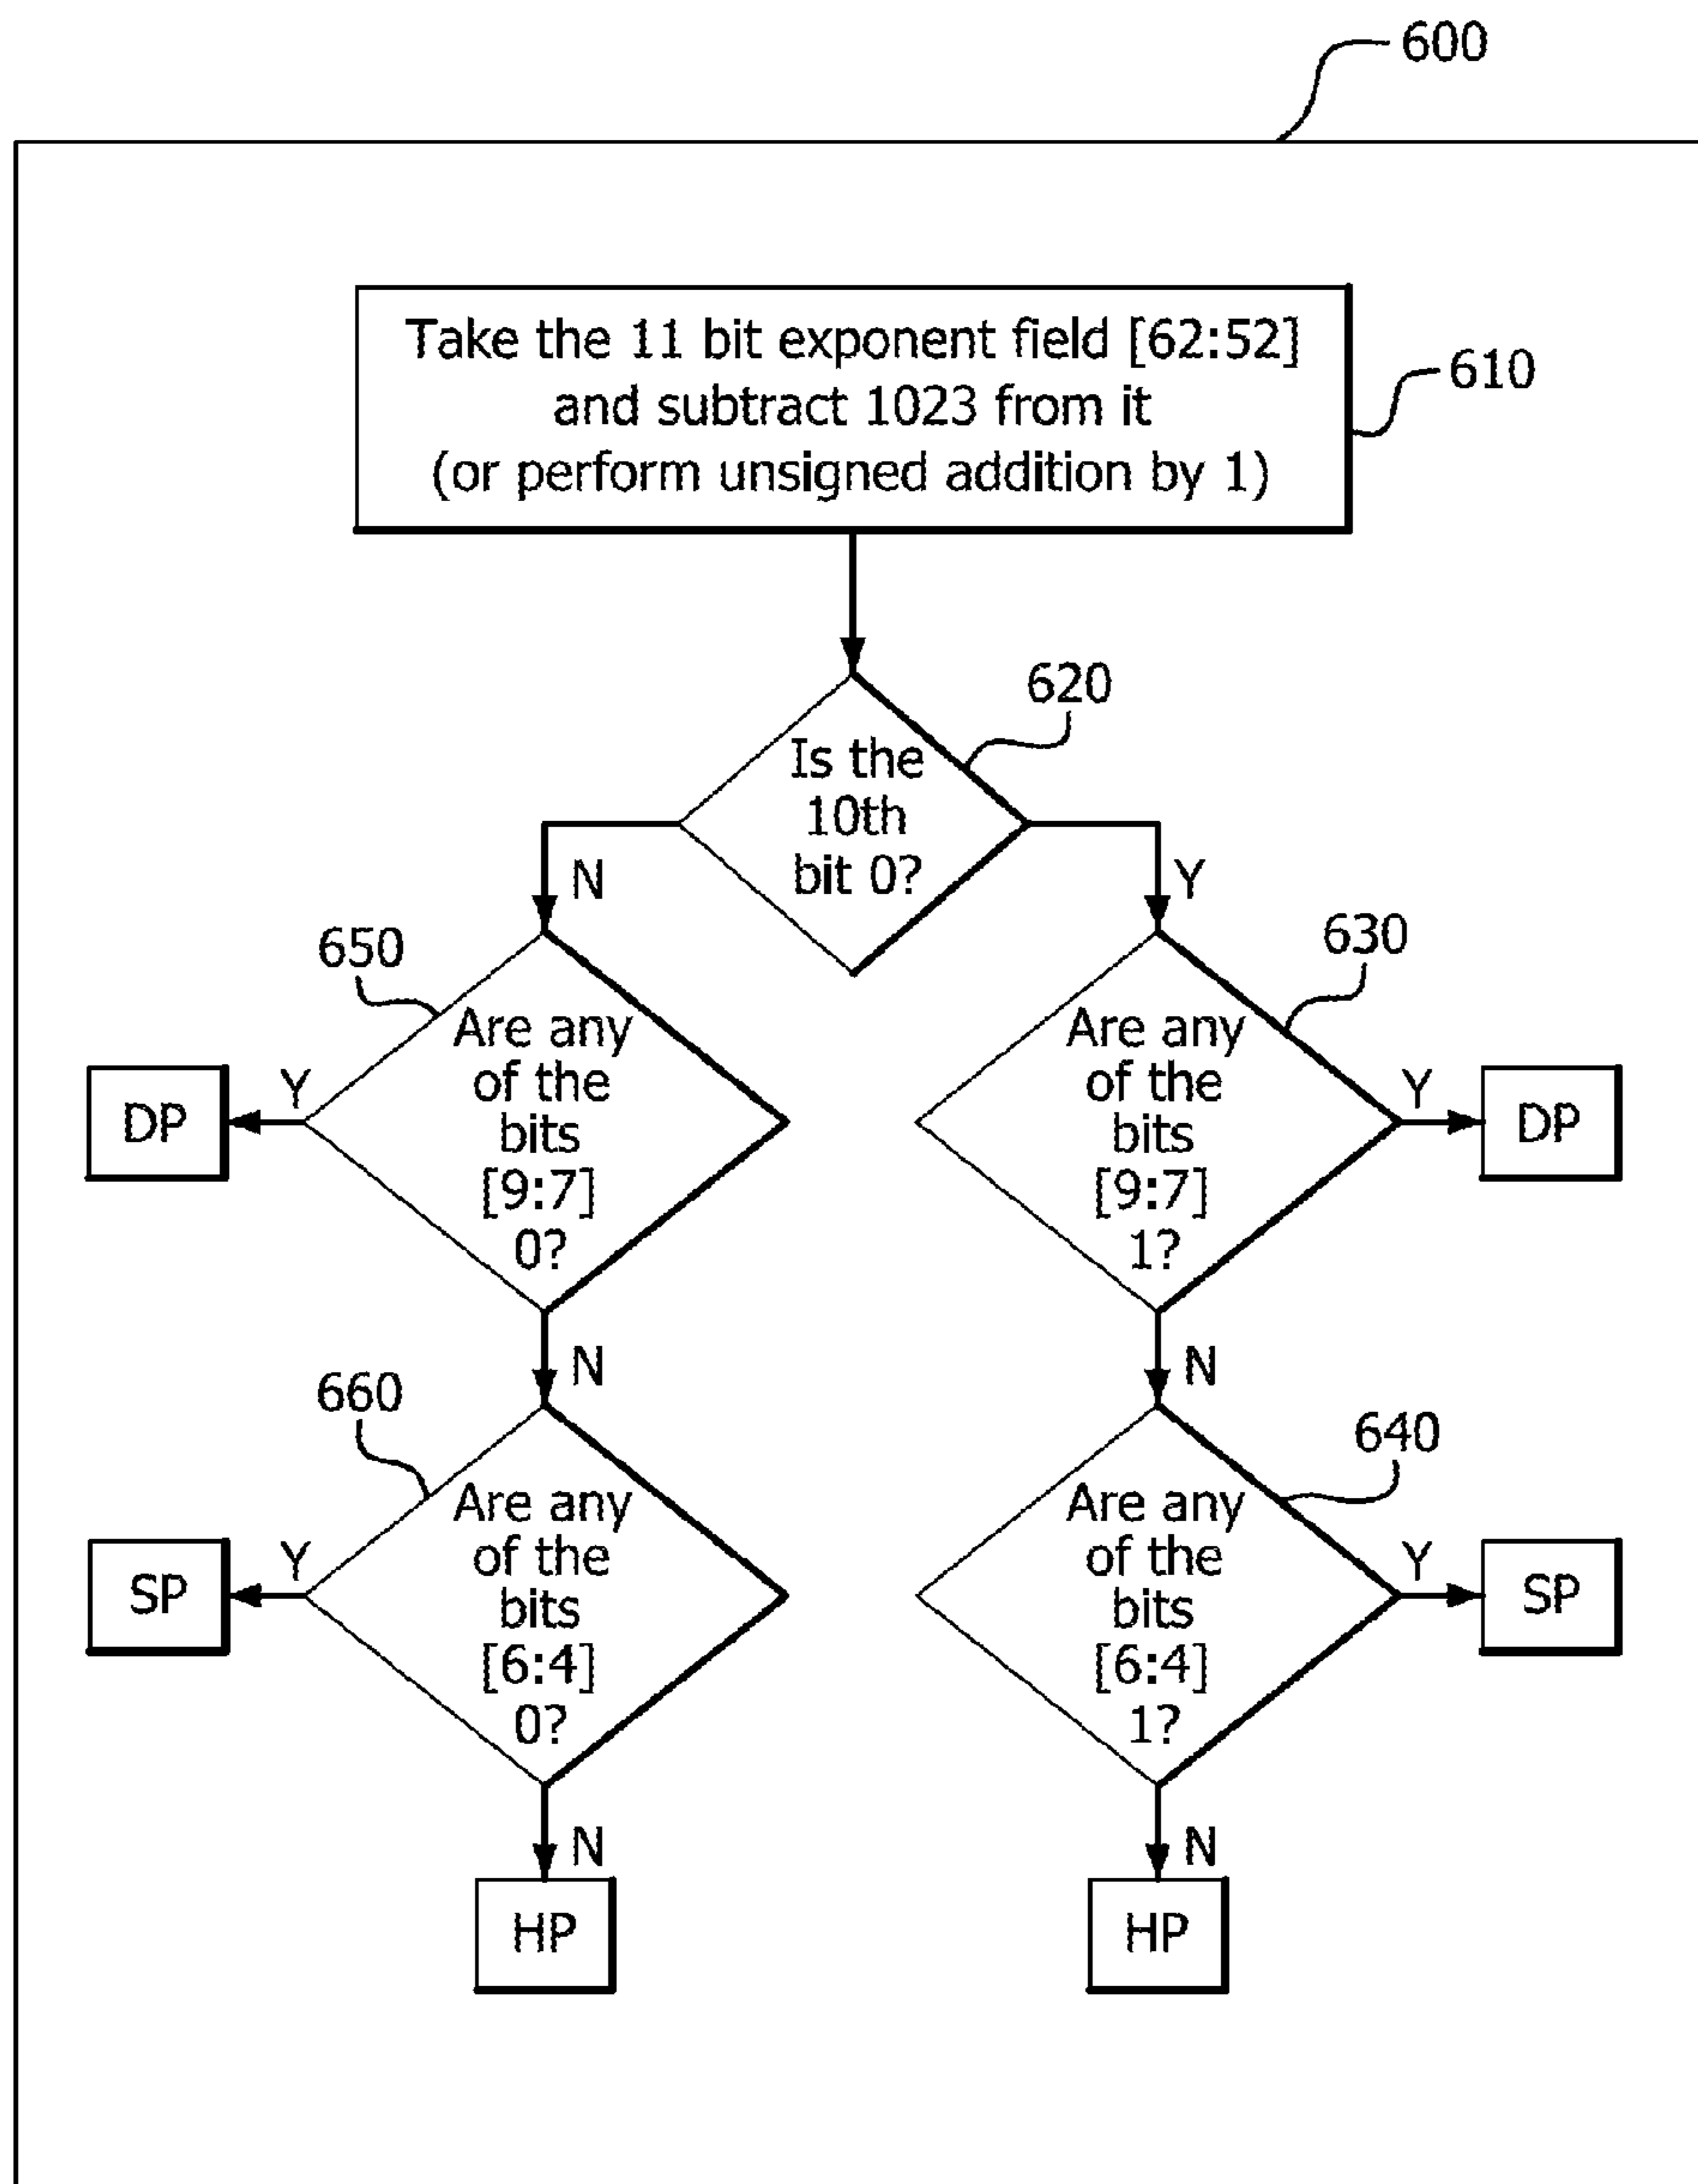 600
Take the 11 bit exponent field [62:52]
and subtract 1023 from it
(or perform unsigned addition by 1)
610
620
Is the
10th
bit 0?
N
Y
650
630
Are any
of the
bits
[9:7]
0?
Y
DP
Are any
of the
bits
[9:7]
1?
Y
DP
N
N
660
640
Are any
of the
bits
[6:4]
0?
Y
SP
Are any
of the
bits
[6:4]
1?
Y
SP
N
N
HP
HP